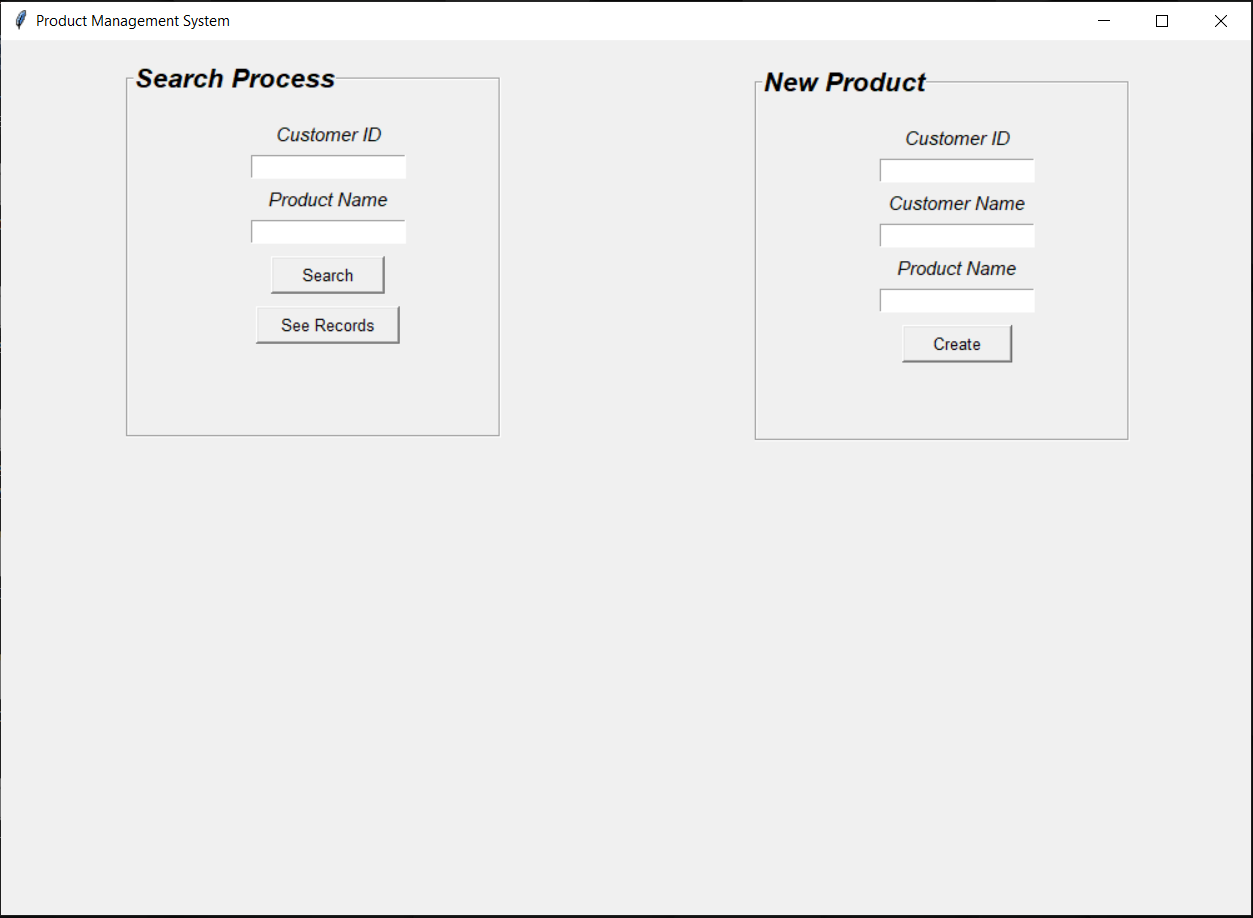 Product Management System
Search Process
Customer ID
Product Name
Search
See Records
New Product
Customer ID
Customer Name
Product Name
Create